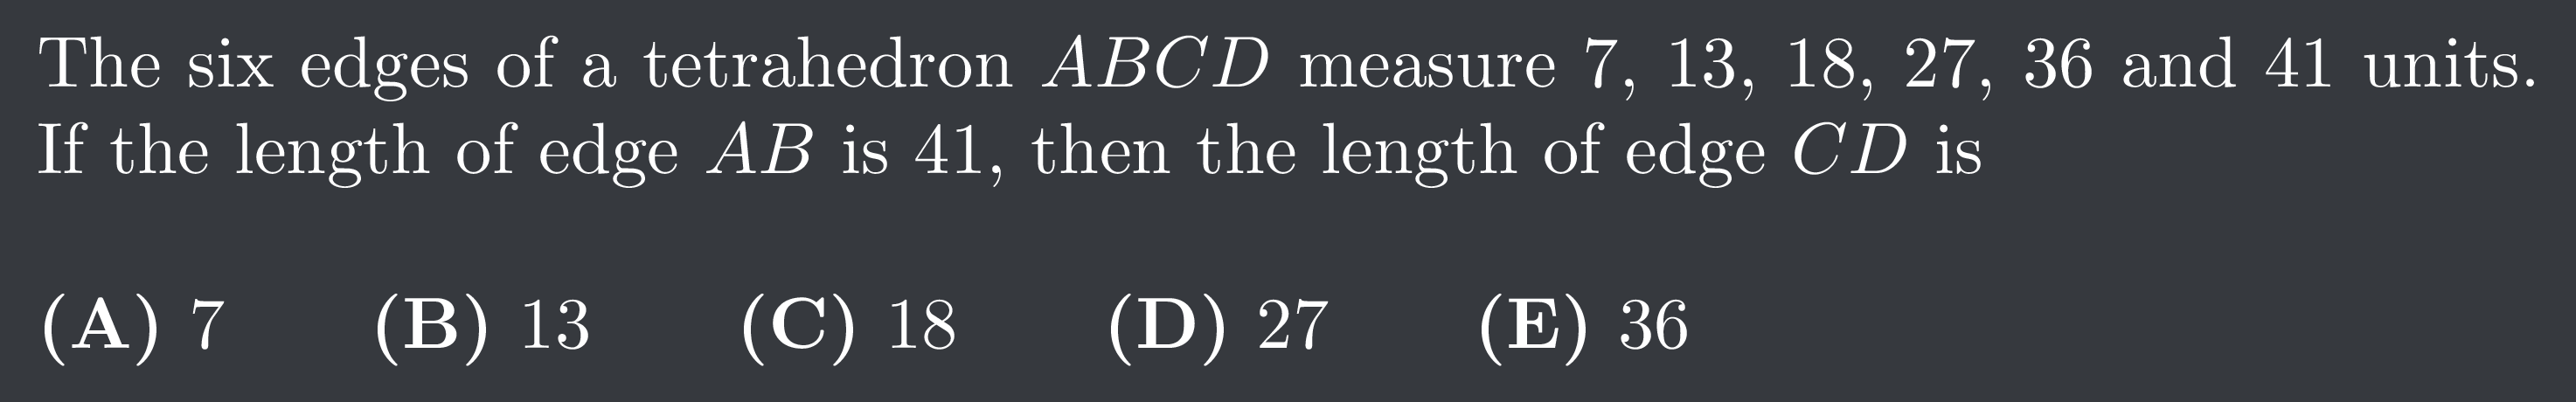 The six edges of a tetrahedron ABCD measure 7, 13, 18, 27, 36 and 41 units.
If the length of edge AB is 41, then the length of edge CD is
(A) 7 (B) 13 (C) 18 (D) 27 (E) 36